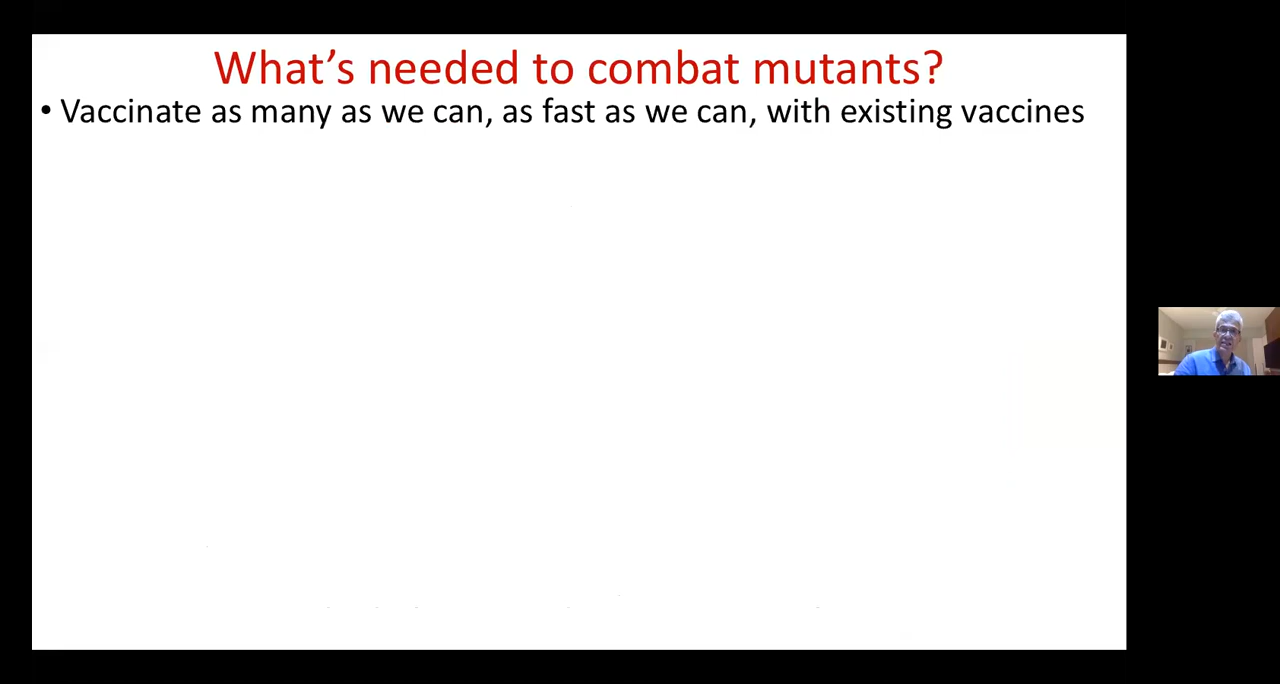 What’s needed to combat mutants?
• Vaccinate as many as we can, as fast as we can, with existing vaccines